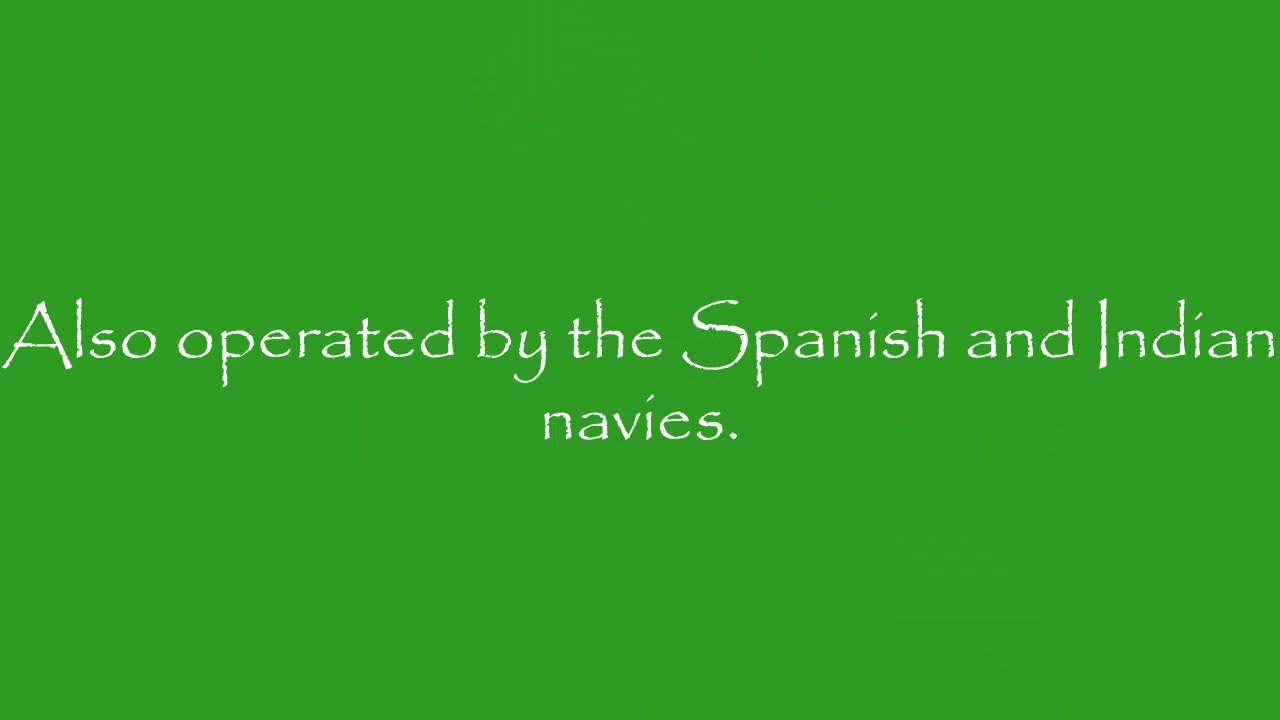 Also operated by the Spanish and Indian
navies.